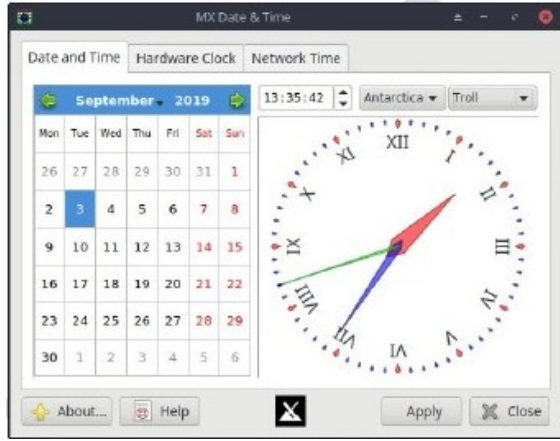 MX Date & Time
Date and Time Hardware Clock Network Time
September 2019 13:35:42 Antarctica Troll
Mon Tue Wed Thu Fri Sat Sun
26 27 28 29 30 31 1
2 3 4 5 6 7 8
9 10 11 12 13 14 15
16 17 18 19 20 21 22
23 24 25 26 27 28 29
30 1 2 3 4 5 6
XII
I
II
III
IV
V
VI
VII
VIII
IX
X
XI
About... Help Apply Close